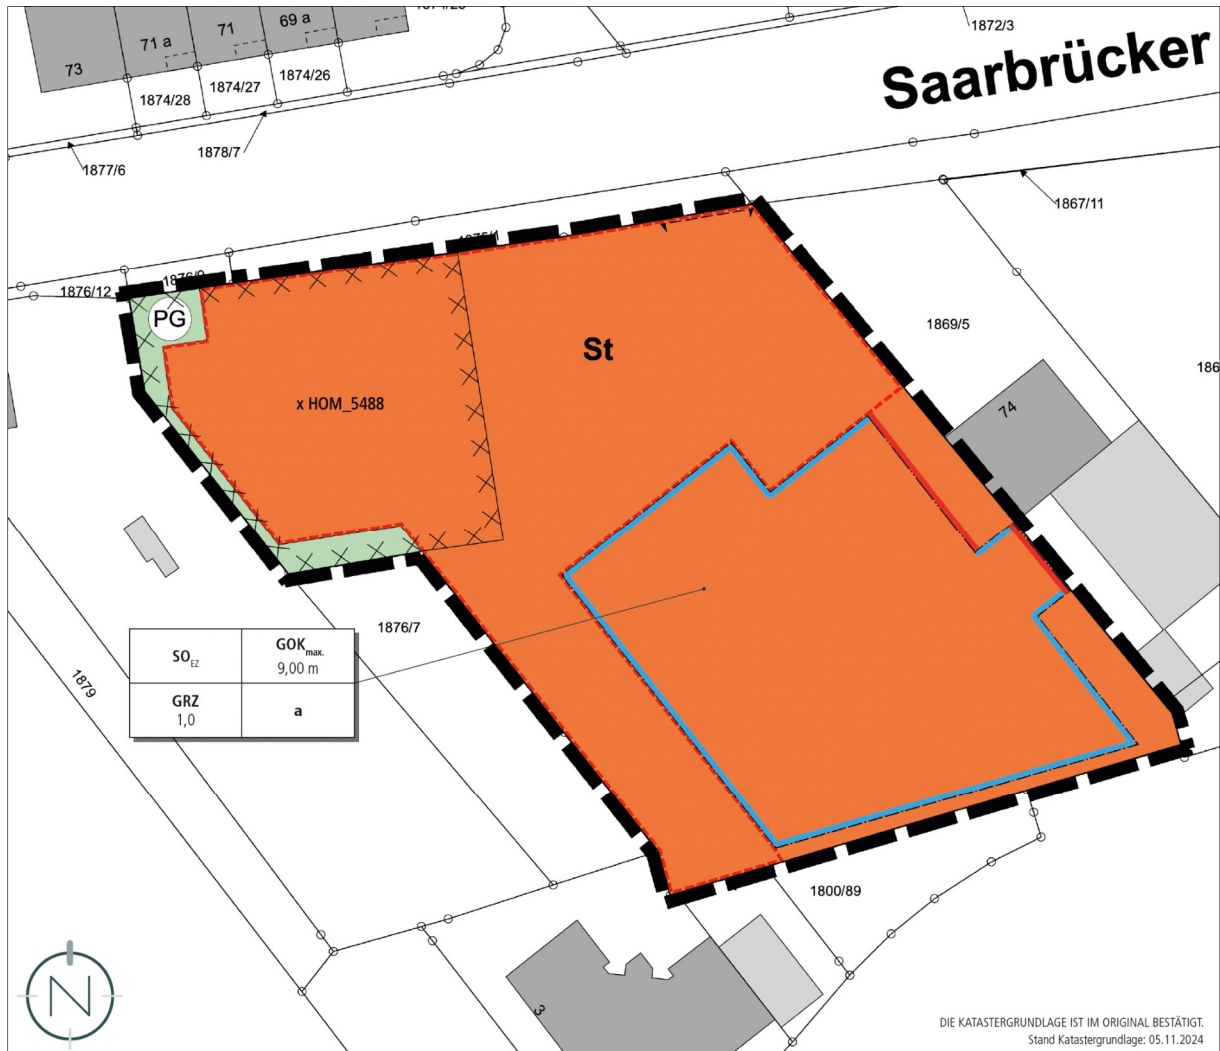 1872/3
Saarbrücker
69 a
71
71 a
73
1874/26
1874/27
1874/28
1878/7
1877/6
1867/11
1876/12
PG
1869/5
St
x HOM_5488
74
1876/7
SO EZ
GOK max.
9,00 m
GRZ
1,0
a
1879
1800/89
3
N
DIE KATASTERGRUNDLAGE IST IM ORIGINAL BESTÄTIGT.
Stand Katastergrundlage: 05.11.2024